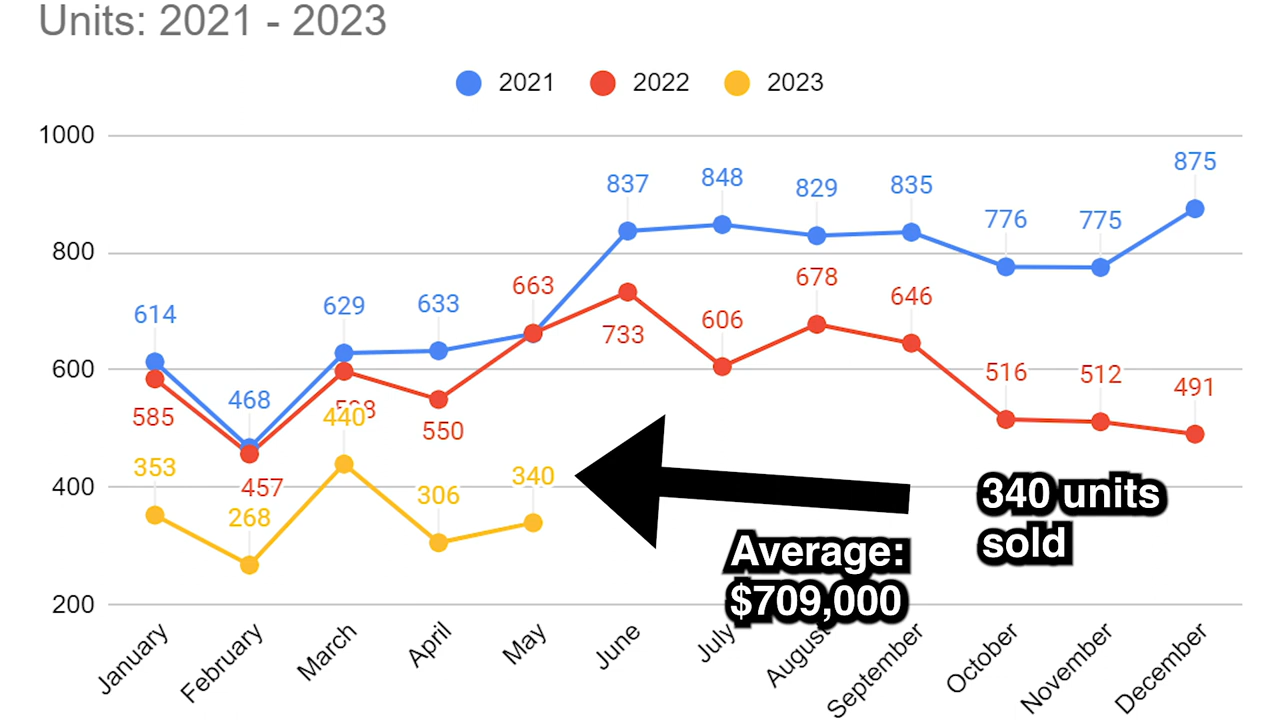 Units: 2021 - 2023
2021 2022 2023
1000
800
600
400
200
614 468 629 633 837 848 829 835 776 775 875
585 457 550 663 733 606 678 646 516 512 491
353 268 440 306 340
340 units
sold
Average:
$709,000
January February March April May June July August September October November December